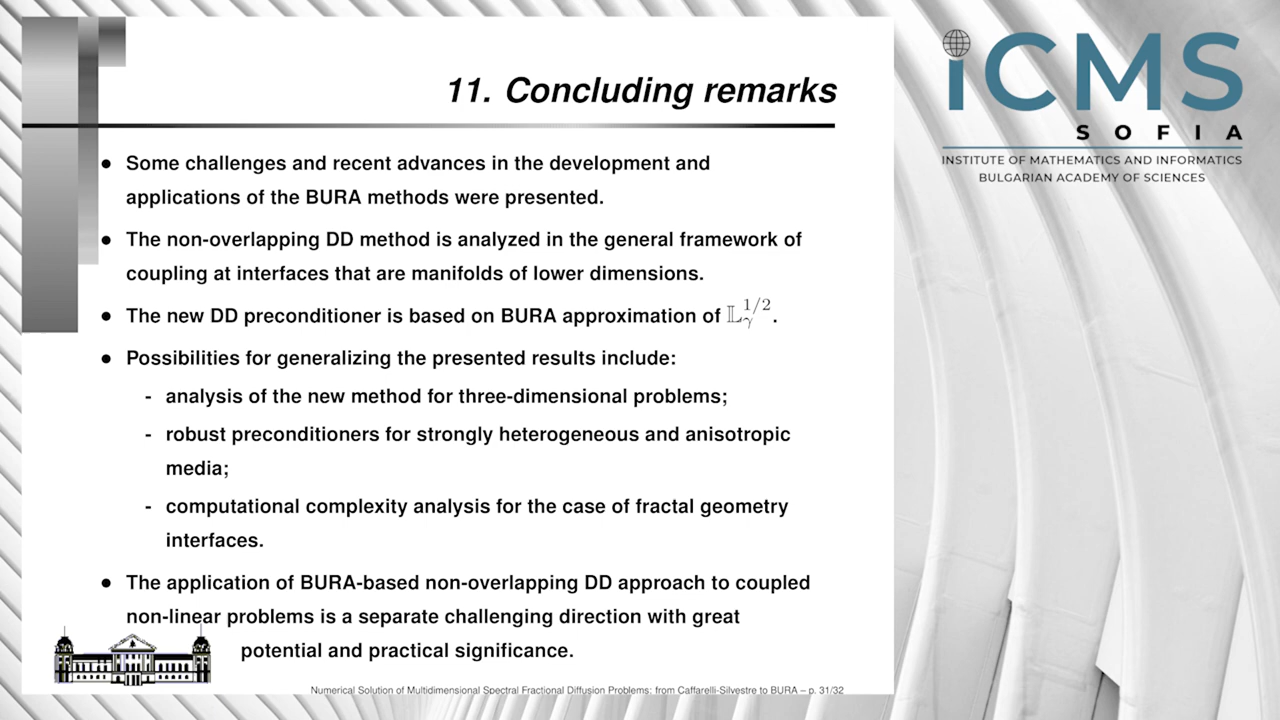 11. Concluding remarks
● Some challenges and recent advances in the development and
applications of the BURA methods were presented.
● The non-overlapping DD method is analyzed in the general framework of
coupling at interfaces that are manifolds of lower dimensions.
● The new DD preconditioner is based on BURA approximation of 𝕃_γ^{1/2}.
● Possibilities for generalizing the presented results include:
- analysis of the new method for three-dimensional problems;
- robust preconditioners for strongly heterogeneous and anisotropic
media;
- computational complexity analysis for the case of fractal geometry
interfaces.
● The application of BURA-based non-overlapping DD approach to coupled
non-linear problems is a separate challenging direction with great
potential and practical significance.
Numerical Solution of Multidimensional Spectral Fractional Diffusion Problems: from Caffarelli-Silvestre to BURA – p. 31/32
iCMS
SOFIA
INSTITUTE OF MATHEMATICS AND INFORMATICS
BULGARIAN ACADEMY OF SCIENCES